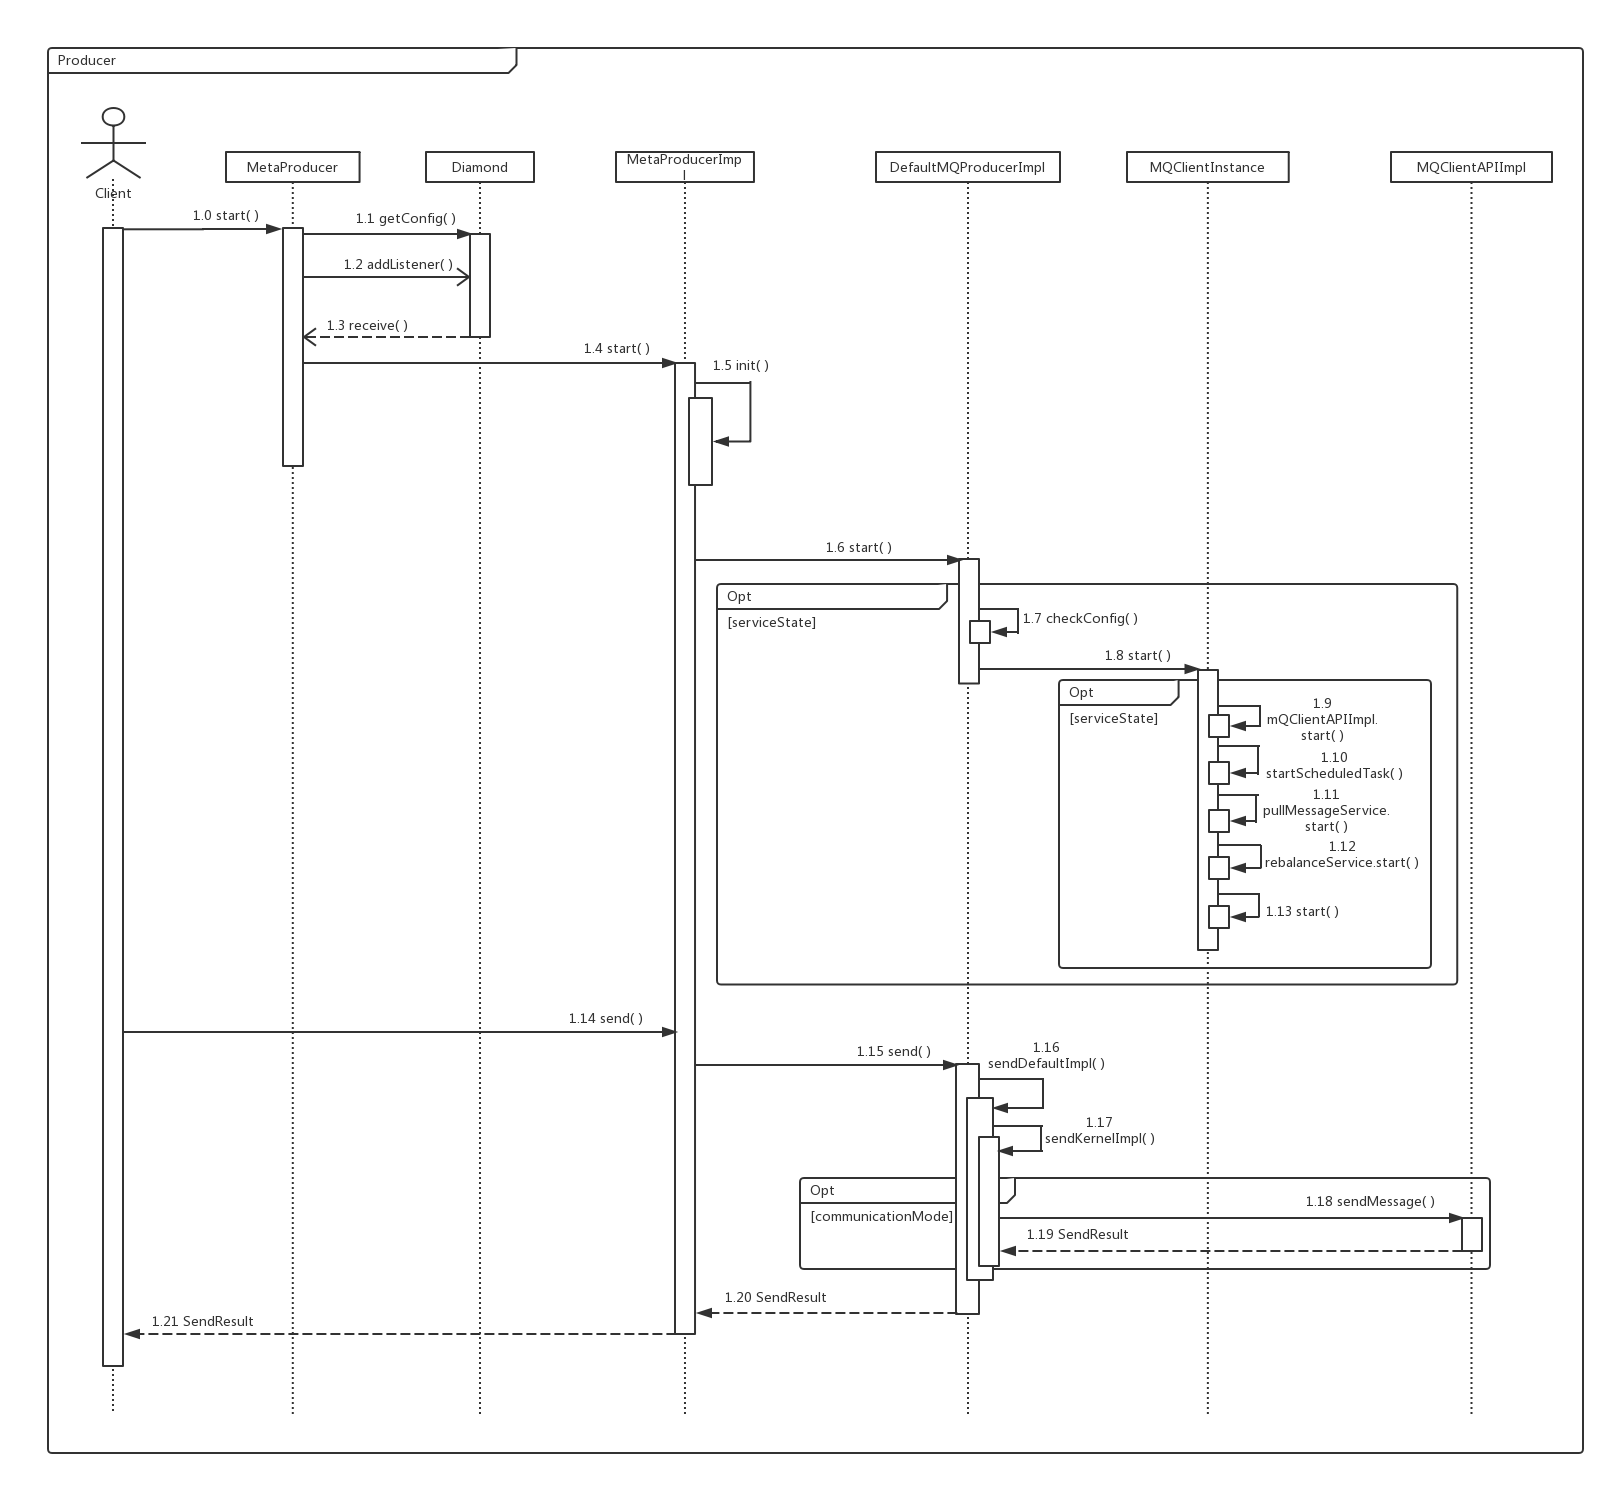 Producer
Client
MetaProducer
Diamond
MetaProducerImp
l
DefaultMQProducerImpl
MQClientInstance
MQClientAPIImpl
1.0 start( )
1.1 getConfig( )
1.2 addListener( )
1.3 receive( )
1.4 start( )
1.5 init( )
1.6 start( )
Opt
[serviceState]
1.7 checkConfig( )
1.8 start( )
Opt
[serviceState]
1.9
mQClientAPIImpl.
start( )
1.10
startScheduledTask( )
1.11
pullMessageService.
start( )
1.12
rebalanceService.start( )
1.13 start( )
1.14 send( )
1.15 send( )
1.16
sendDefaultImpl( )
1.17
sendKernelImpl( )
Opt
[communicationMode]
1.18 sendMessage( )
1.19 SendResult
1.20 SendResult
1.21 SendResult